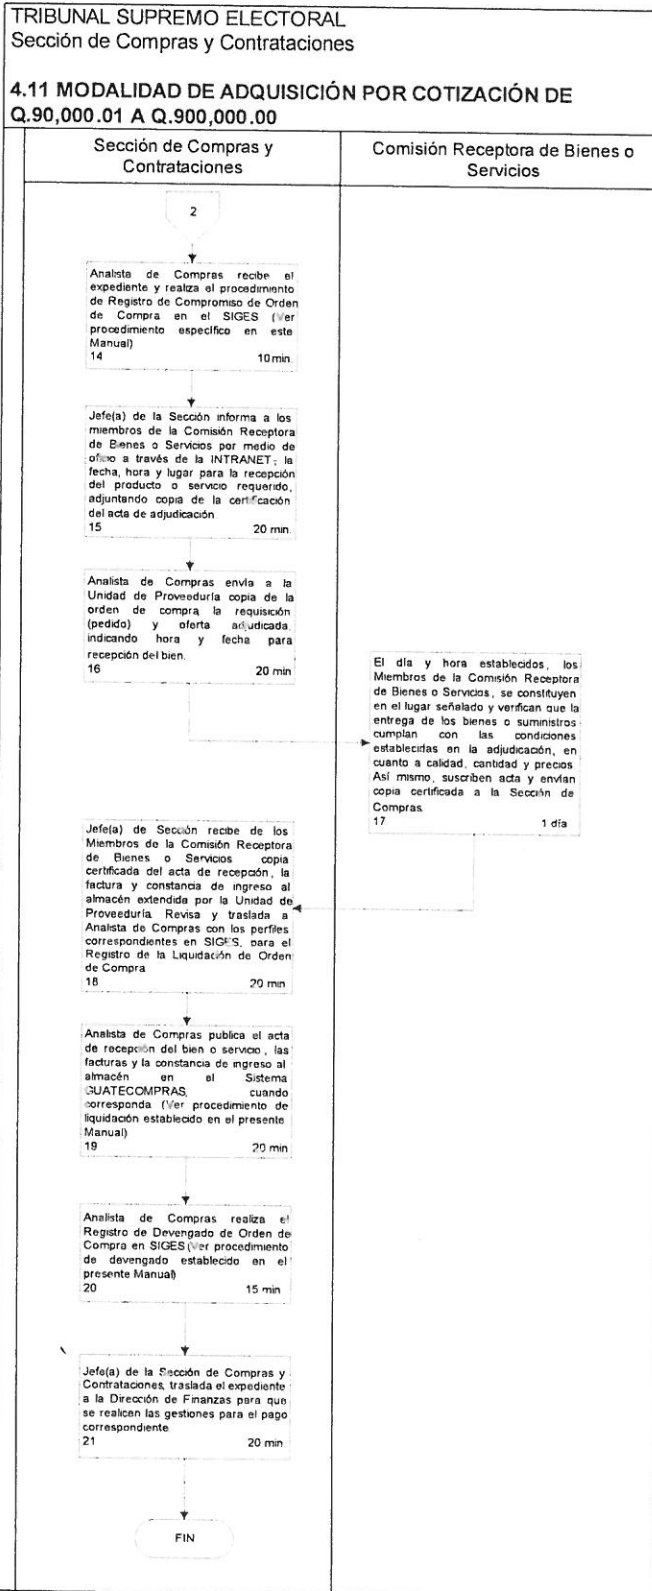 TRIBUNAL SUPREMO ELECTORAL
Sección de Compras y Contrataciones
4.11 MODALIDAD DE ADQUISICIÓN POR COTIZACIÓN DE
Q.90,000.01 A Q.900,000.00
Sección de Compras y
Contrataciones
Comisión Receptora de Bienes o
Servicios
2
Analista de Compras recibe el
expediente y realiza el procedimiento
de Registro de Compromiso de Orden
de Compra en el SIGES (Ver
procedimiento específico en este
Manual)
14 10 min.
Jefe(a) de la Sección informa a los
miembros de la Comisión Receptora
de Bienes o Servicios por medio de
oficio a través de la INTRANET; la
fecha, hora y lugar para la recepción
del producto o servicio requerido,
adjuntando copia de la certificación
del acta de adjudicación
15 20 min.
Analista de Compras envía a la
Unidad de Proveeduría copia de la
orden de compra la requisición
(pedido) y oferta adjudicada,
indicando hora y fecha para
recepción del bien.
16 20 min
El día y hora establecidos, los
Miembros de la Comisión Receptora
de Bienes o Servicios, se constituyen
en el lugar señalado y verifican que la
entrega de los bienes o suministros
cumplan con las condiciones
establecidas en la adjudicación, en
cuanto a calidad, cantidad y precios
Así mismo, suscriben acta y envían
copia certificada a la Sección de
Compras.
17 1 día
Jefe(a) de Sección recibe de los
Miembros de la Comisión Receptora
de Bienes o Servicios copia
certificada del acta de recepción, la
factura y constancia de ingreso al
almacén extendida por la Unidad de
Proveeduría. Revisa y traslada a
Analista de Compras con los perfiles
correspondientes en SIGES, para el
Registro de la Liquidación de Orden
de Compra
18 20 min
Analista de Compras publica el acta
de recepción del bien o servicio, las
facturas y la constancia de ingreso al
almacén en el Sistema
GUATECOMPRAS, cuando
corresponda (Ver procedimiento de
liquidación establecido en el presente
Manual)
19 20 min
Analista de Compras realiza el
Registro de Devengado de Orden de
Compra en SIGES (Ver procedimiento
de devengado establecido en el
presente Manual)
20 15 min
Jefe(a) de la Sección de Compras y
Contrataciones, traslada el expediente
a la Dirección de Finanzas para que
se realicen las gestiones para el pago
correspondiente
21 20 min.
FIN